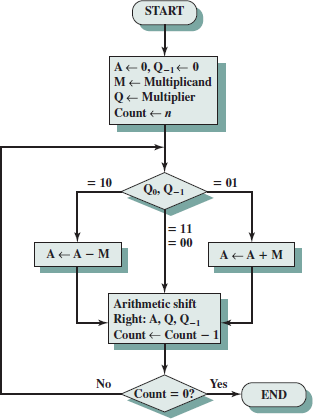 START
A ← 0, Q₋₁ ← 0
M ← Multiplicand
Q ← Multiplier
Count ← n
= 10
Q₀, Q₋₁
= 01
= 11
= 00
A ← A − M
A ← A + M
Arithmetic shift
Right: A, Q, Q₋₁
Count ← Count − 1
No
Count = 0?
Yes
END